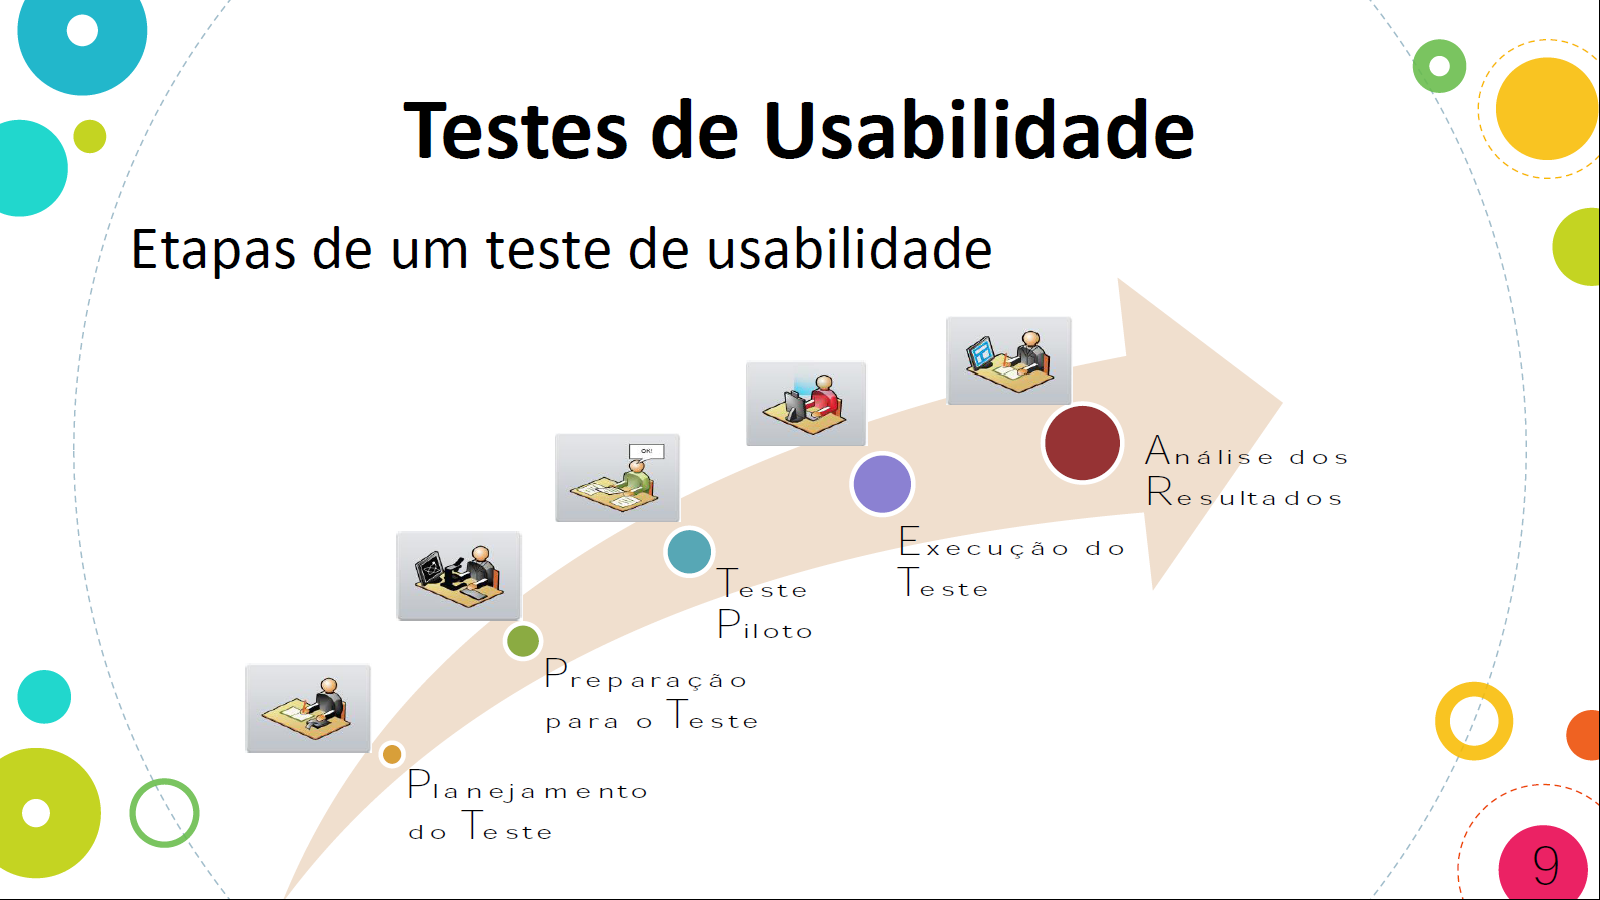 Testes de Usabilidade
Etapas de um teste de usabilidade
OK!
Planejamento
do Teste
Preparação
para o Teste
Teste
Piloto
Execução do
Teste
Análise dos
Resultados
9